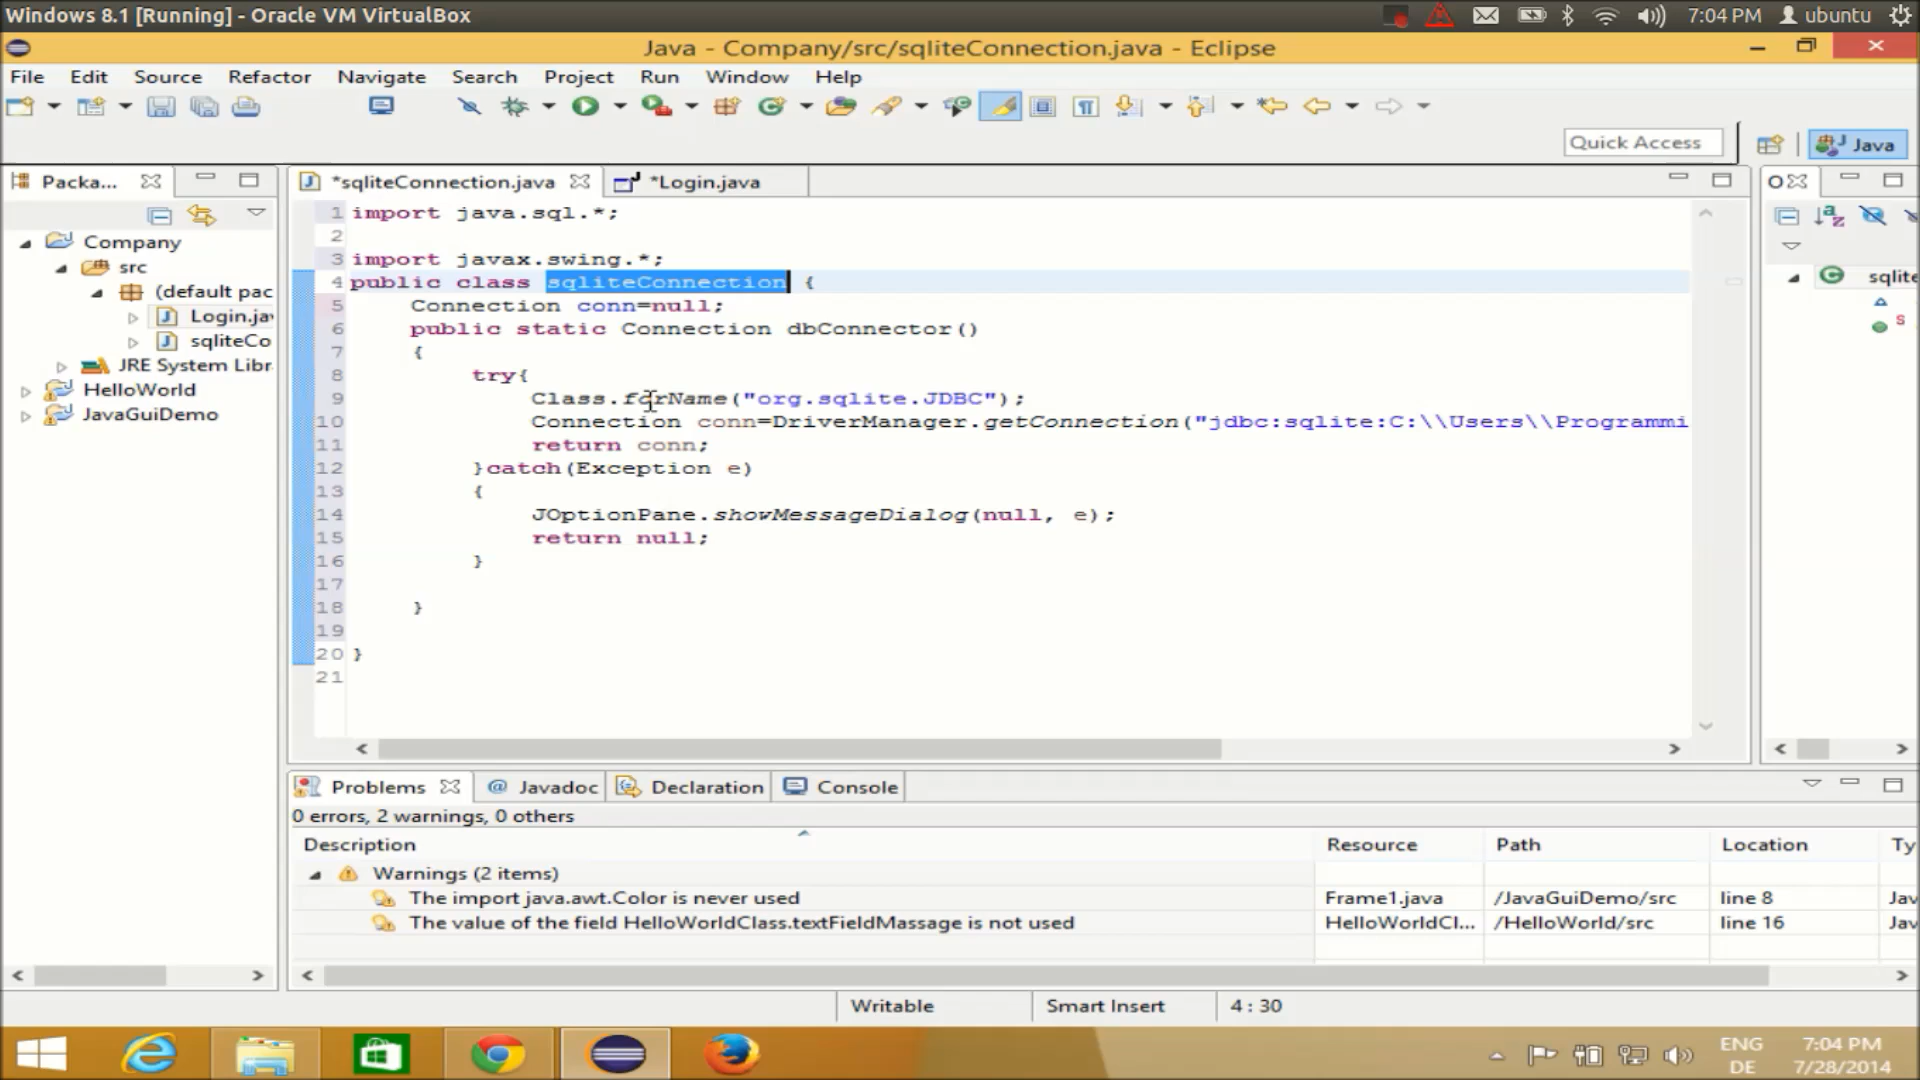 Windows 8.1 [Running] - Oracle VM VirtualBox
7:04 PM
ubuntu
Java - Company/src/sqliteConnection.java - Eclipse
File Edit Source Refactor Navigate Search Project Run Window Help
Quick Access
Java
Packa...
*sqliteConnection.java
*Login.java
Company
src
(default pac
Login.jav
sqliteCo
JRE System Libr
HelloWorld
JavaGuiDemo
1 import java.sql.*;
2
3 import javax.swing.*;
4 public class sqliteConnection {
5 Connection conn=null;
6 public static Connection dbConnector()
7 {
8 try{
9 Class.forName("org.sqlite.JDBC");
10 Connection conn=DriverManager.getConnection("jdbc:sqlite:C:\\Users\\Programmi
11 return conn;
12 }catch(Exception e)
13 {
14 JOptionPane.showMessageDialog(null, e);
15 return null;
16 }
17
18 }
19
20 }
21
O
sqlite
S
Problems @ Javadoc Declaration Console
0 errors, 2 warnings, 0 others
Description Resource Path Location Ty
Warnings (2 items)
The import java.awt.Color is never used Frame1.java /JavaGuiDemo/src line 8 Jav
The value of the field HelloWorldClass.textFieldMassage is not used HelloWorldCl... /HelloWorld/src line 16 Jav
Writable Smart Insert 4 : 30
ENG 7:04 PM
DE 7/28/2014